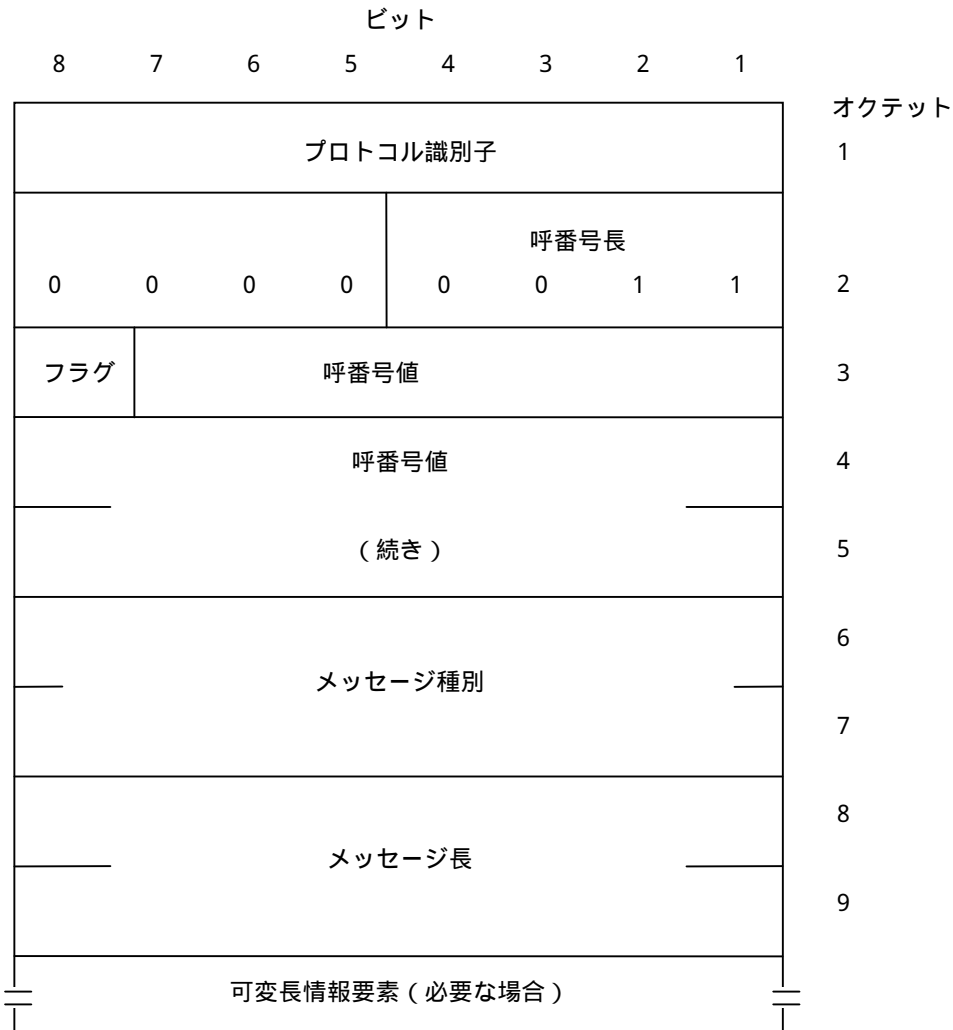 ビット
8 7 6 5 4 3 2 1
オクテット
プロトコル識別子 1
呼番号長
0 0 0 0 0 0 1 1 2
フラグ 呼番号値 3
呼番号値 4
(続き) 5
6
メッセージ種別
7
8
メッセージ長
9
可変長情報要素(必要な場合)